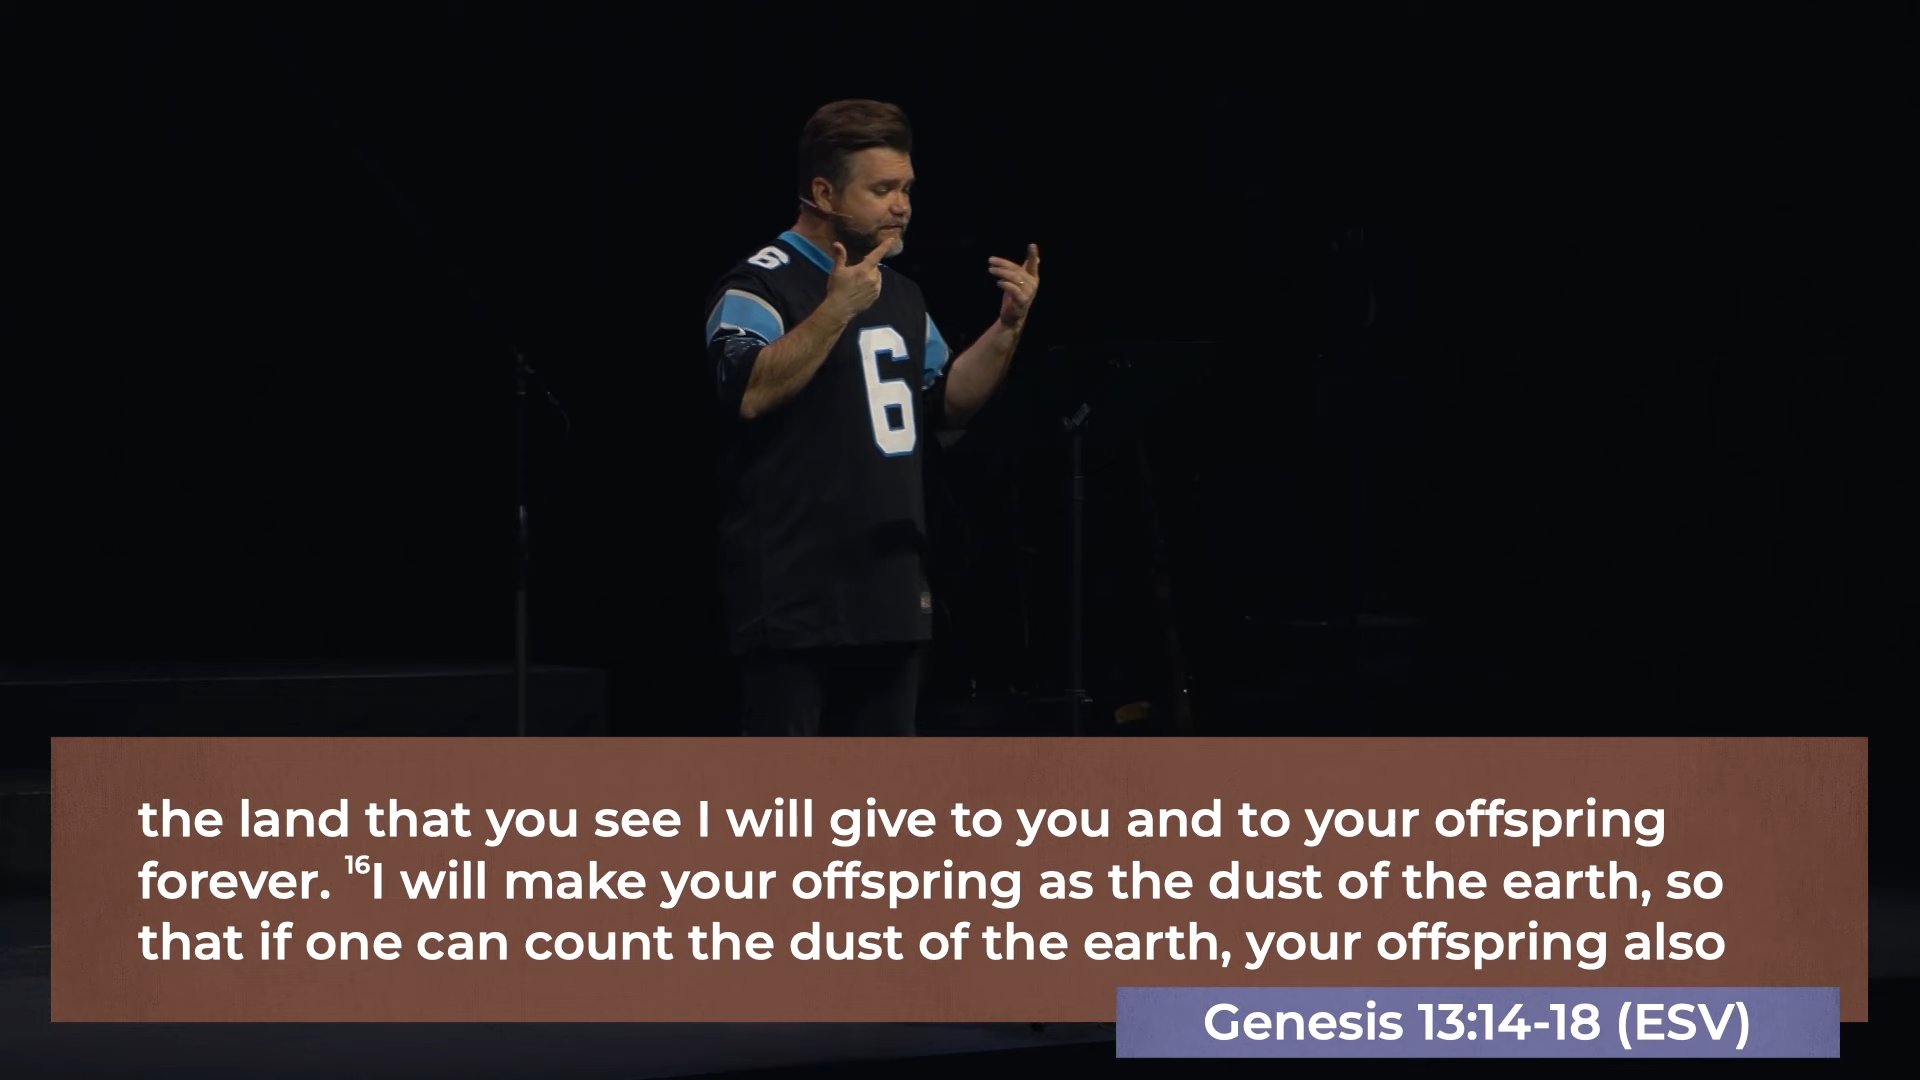 6
6
the land that you see I will give to you and to your offspring
forever. 16I will make your offspring as the dust of the earth, so
that if one can count the dust of the earth, your offspring also
Genesis 13:14-18 (ESV)